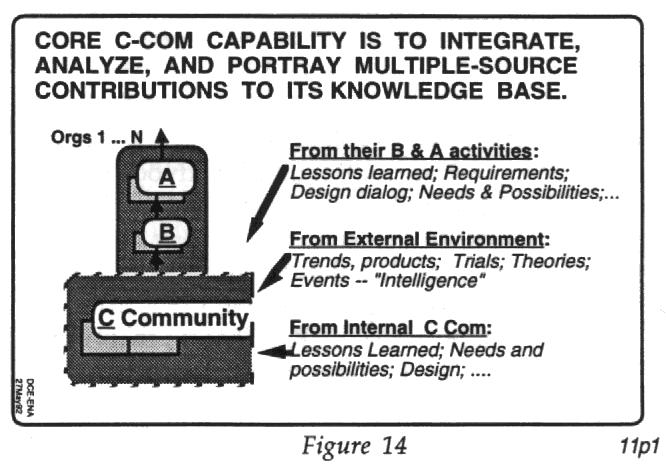 CORE C-COM CAPABILITY IS TO INTEGRATE,
ANALYZE, AND PORTRAY MULTIPLE-SOURCE
CONTRIBUTIONS TO ITS KNOWLEDGE BASE.
Orgs 1 ... N
A
B
C Community
From their B & A activities:
Lessons learned; Requirements;
Design dialog; Needs & Possibilities;...
From External Environment:
Trends, products; Trials; Theories;
Events -- "Intelligence"
From Internal C Com:
Lessons Learned; Needs and
possibilities; Design; ....
DCE-ENA
27May92
Figure 14
11p1